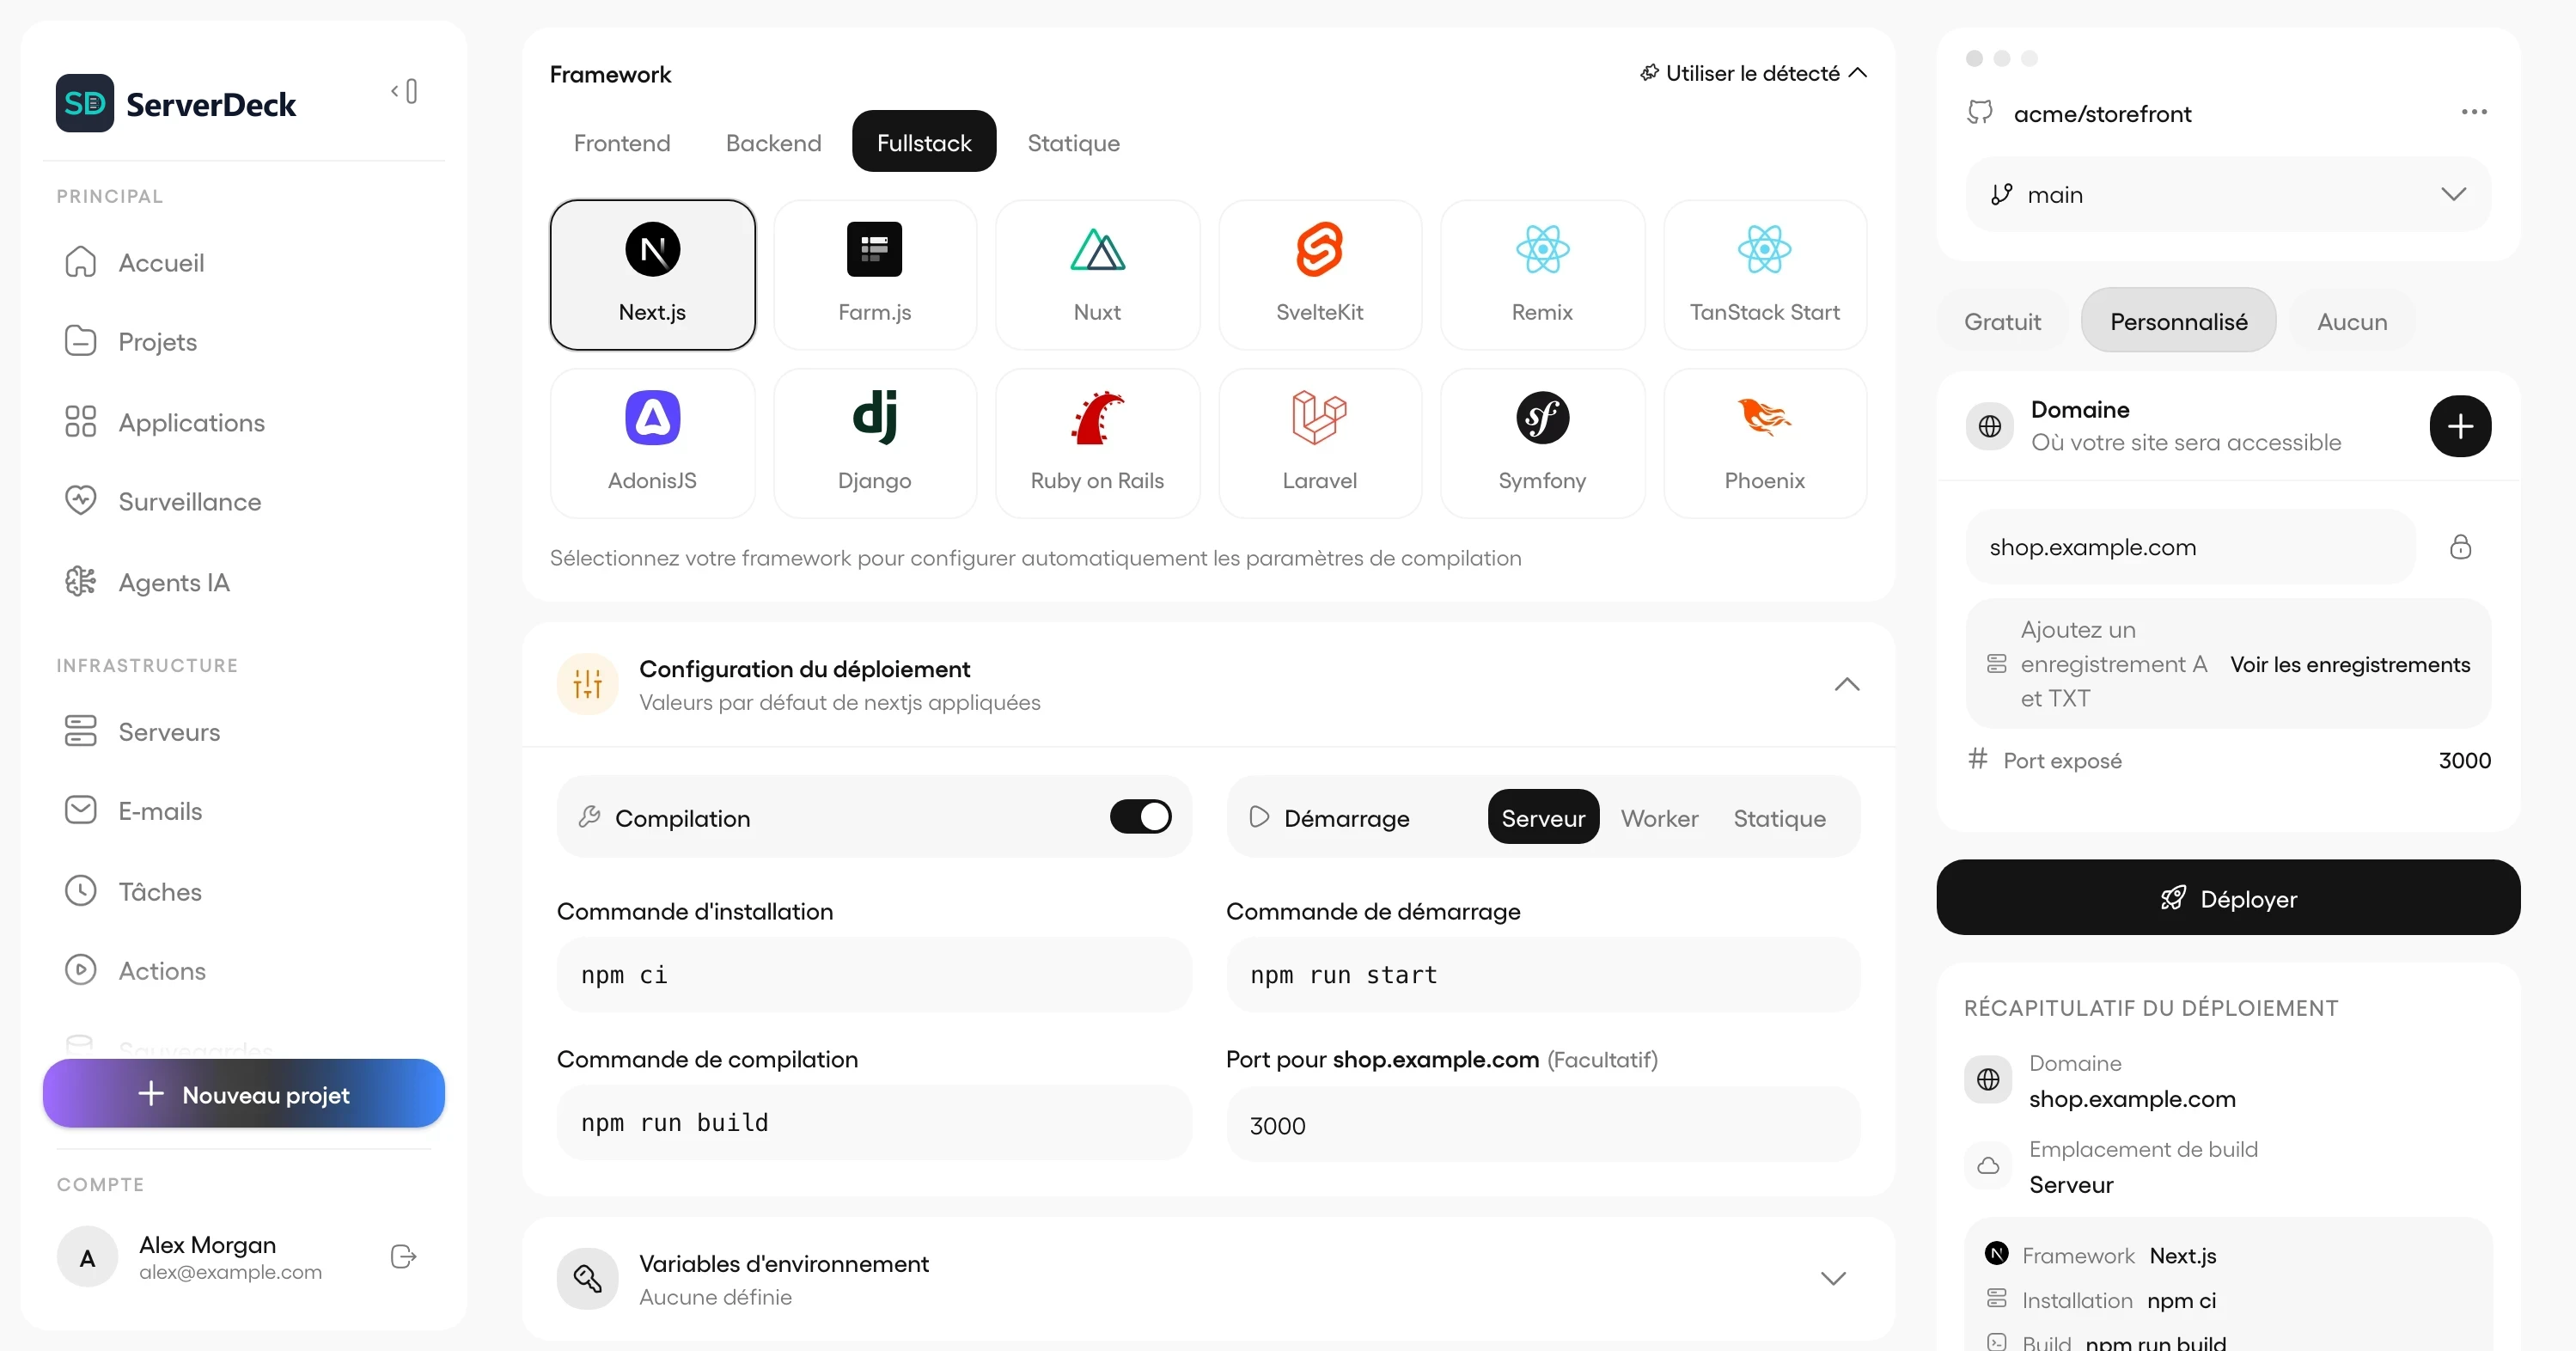 SD ServerDeck
PRINCIPAL
Accueil
Projets
Applications
Surveillance
Agents IA
INFRASTRUCTURE
Serveurs
E-mails
Tâches
Actions
Sauvegardes
Nouveau projet
COMPTE
A
Alex Morgan
alex@example.com
Framework
Utiliser le détecté
Frontend Backend Fullstack Statique
Next.js Farm.js Nuxt SvelteKit Remix TanStack Start
AdonisJS Django Ruby on Rails Laravel Symfony Phoenix
Sélectionnez votre framework pour configurer automatiquement les paramètres de compilation
Configuration du déploiement
Valeurs par défaut de nextjs appliquées
Compilation
Démarrage Serveur Worker Statique
Commande d'installation
npm ci
Commande de démarrage
npm run start
Commande de compilation
npm run build
Port pour shop.example.com (Facultatif)
3000
Variables d'environnement
Aucune définie
acme/storefront
main
Gratuit Personnalisé Aucun
Domaine
Où votre site sera accessible
shop.example.com
Ajoutez un
enregistrement A
et TXT
Voir les enregistrements
Port exposé 3000
Déployer
RÉCAPITULATIF DU DÉPLOIEMENT
Domaine
shop.example.com
Emplacement de build
Serveur
Framework Next.js
Installation npm ci
Build npm run build